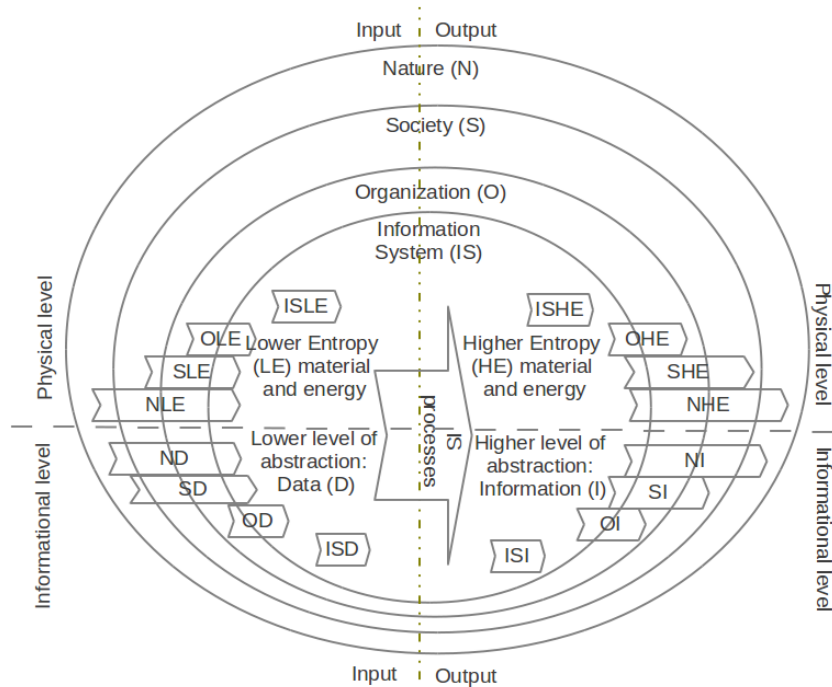 Input Output
Nature (N)
Society (S)
Organization (O)
Information
System (IS)
Physical level
Physical level
ISLE
ISHE
OLE
OHE
Lower Entropy
(LE) material
and energy
Higher Entropy
(HE) material
and energy
SLE
SHE
NLE
NHE
IS
processes
Lower level of
abstraction:
Data (D)
Higher level of
abstraction:
Information (I)
ND
NI
SD
SI
OD
OI
ISD
ISI
Informational level
Informational level
Input Output